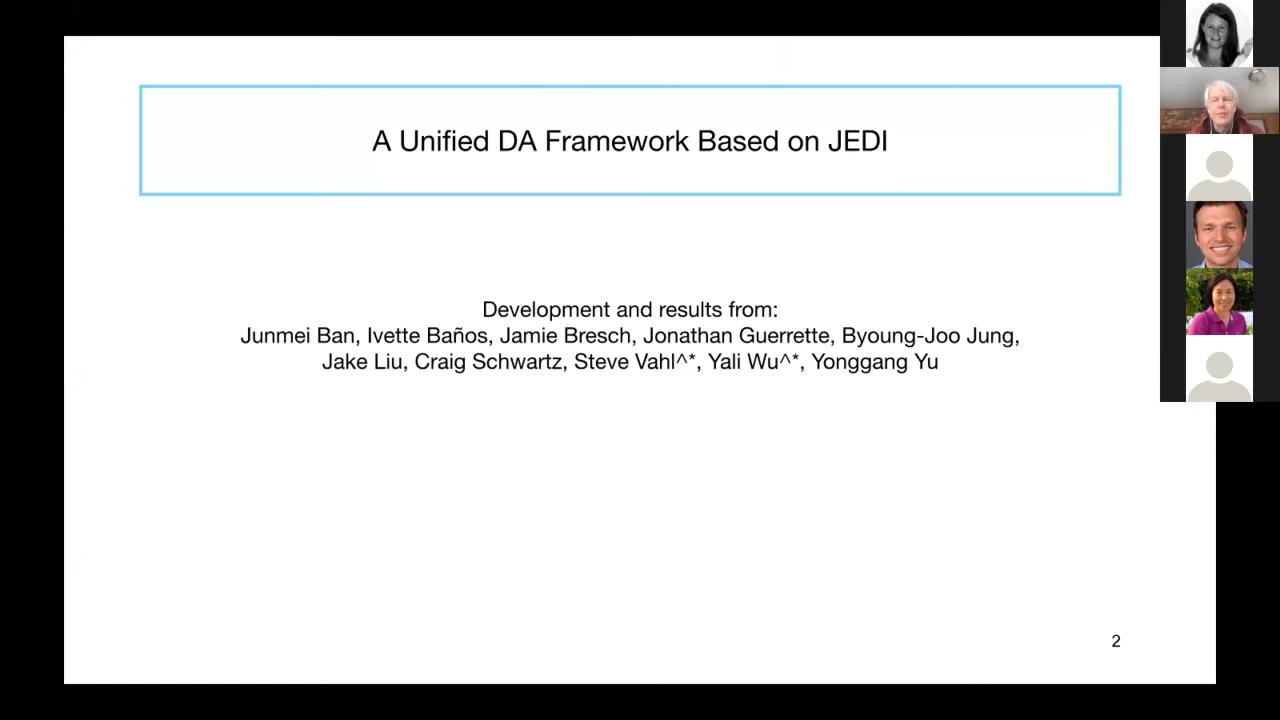 A Unified DA Framework Based on JEDI
Development and results from:
Junmei Ban, Ivette Baños, Jamie Bresch, Jonathan Guerrette, Byoung-Joo Jung,
Jake Liu, Craig Schwartz, Steve Vahl^*, Yali Wu^*, Yonggang Yu
2